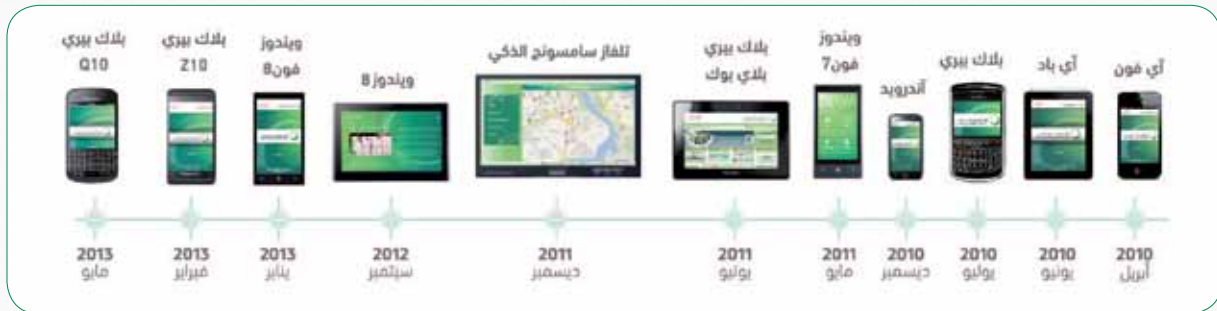 آي فون
آي باد
بلاك بيري
آندرويد
ويندوز
فون7
بلاك بيري
بلاي بوك
تلفاز سامسونج الذكي
ويندوز 8
ويندوز
فون8
بلاك بيري
Z10
بلاك بيري
Q10
2010
أبريل
2010
يونيو
2010
يوليو
2010
ديسمبر
2011
مايو
2011
يوليو
2011
ديسمبر
2012
سبتمبر
2013
يناير
2013
فبراير
2013
مايو